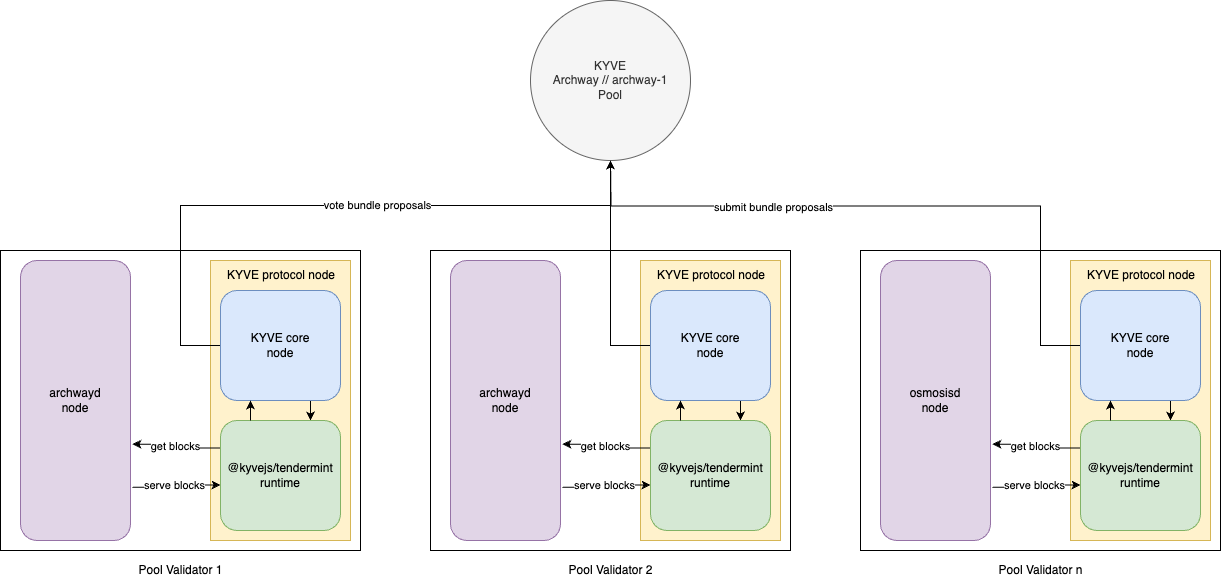 KYVE
Archway // archway-1
Pool
vote bundle proposals
submit bundle proposals
KYVE protocol node
KYVE core
node
archwayd
node
get blocks
serve blocks
@kyvejs/tendermint
runtime
Pool Validator 1
KYVE protocol node
KYVE core
node
archwayd
node
get blocks
serve blocks
@kyvejs/tendermint
runtime
Pool Validator 2
KYVE protocol node
KYVE core
node
osmosisd
node
get blocks
serve blocks
@kyvejs/tendermint
runtime
Pool Validator n